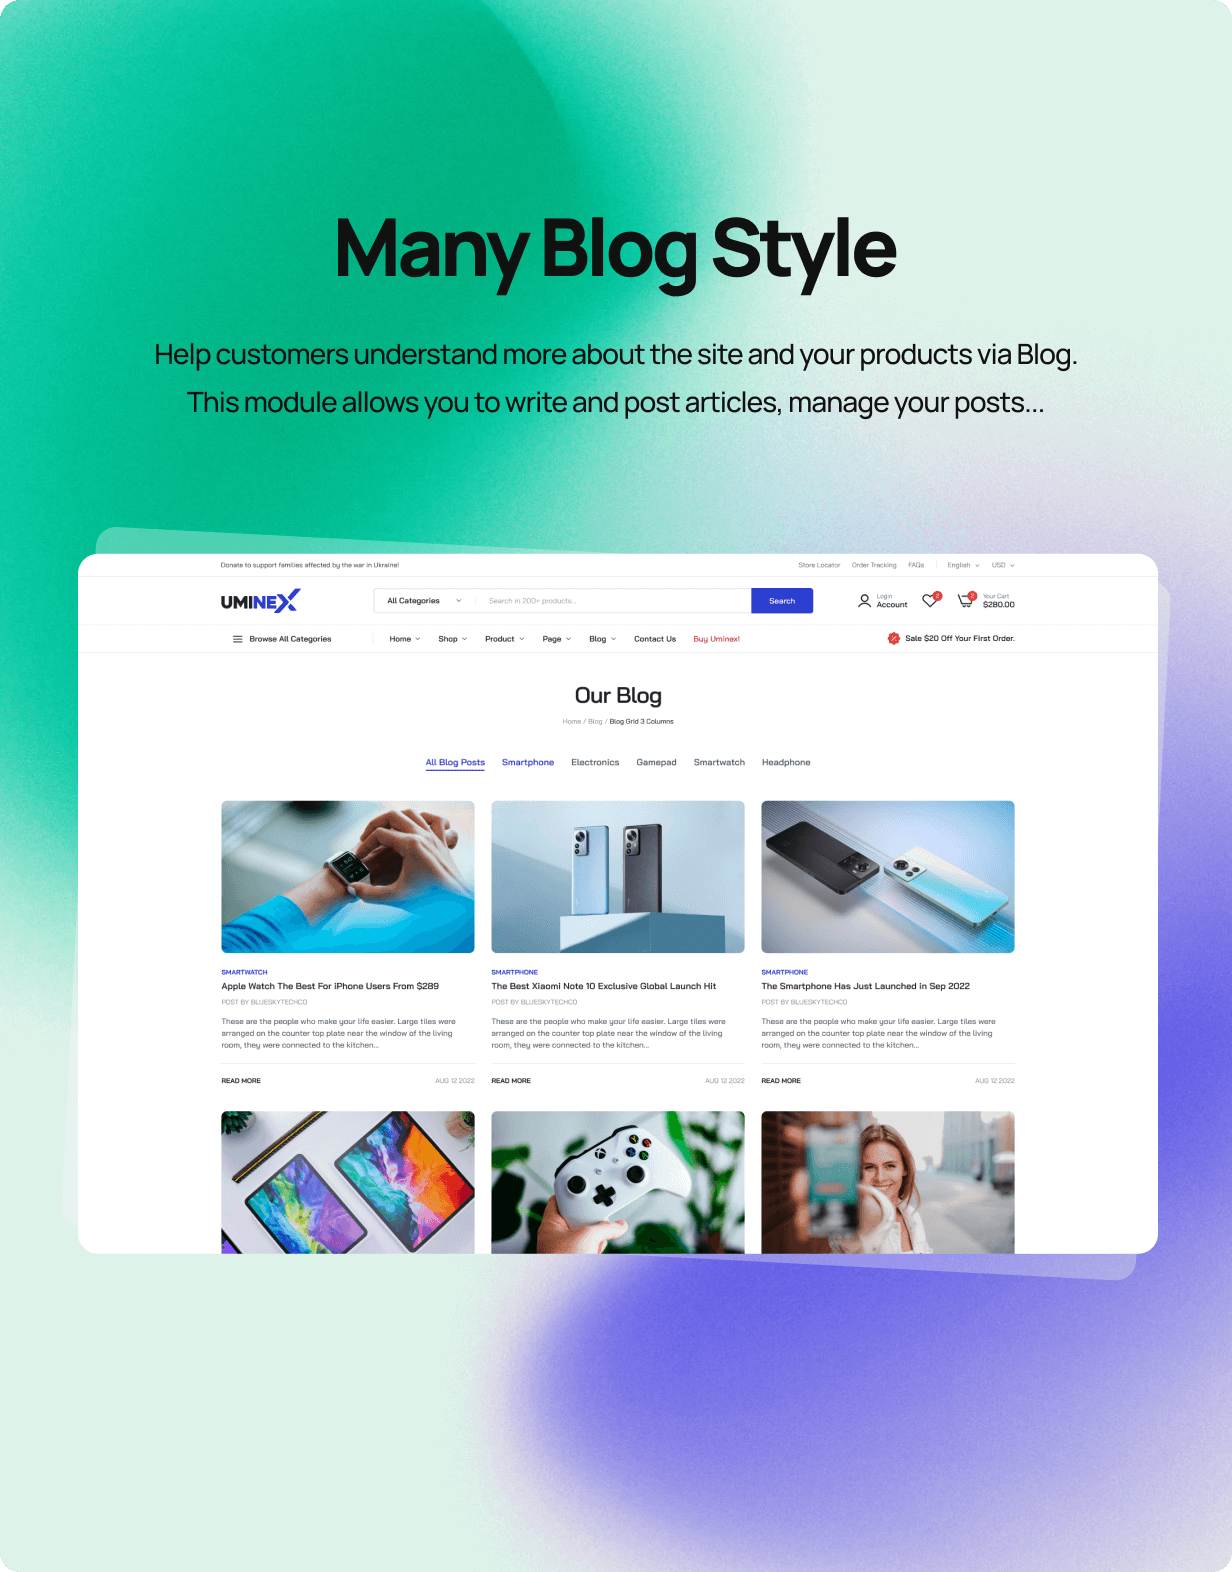 Many Blog Style
Help customers understand more about the site and your products via Blog.
This module allows you to write and post articles, manage your posts...
Donate to support families affected by the war in Ukraine!
Store Locator
Order Tracking
FAQs
English
USD
UMINEX
All Categories
Search in 200+ products...
Search
Login
Account
2
2
Your Cart
$280.00
Browse All Categories
Home
Shop
Product
Page
Blog
Contact Us
Buy Uminex!
Sale $20 Off Your First Order.
Our Blog
Home / Blog / Blog Grid 3 Columns
All Blog Posts
Smartphone
Electronics
Gamepad
Smartwatch
Headphone
SMARTWATCH
Apple Watch The Best For iPhone Users From $289
POST BY BLUESKYTECHCO
These are the people who make your life easier. Large tiles were
arranged on the counter top plate near the window of the living
room, they were connected to the kitchen...
READ MORE
AUG 12 2022
SMARTPHONE
The Best Xiaomi Note 10 Exclusive Global Launch Hit
POST BY BLUESKYTECHCO
These are the people who make your life easier. Large tiles were
arranged on the counter top plate near the window of the living
room, they were connected to the kitchen...
READ MORE
AUG 12 2022
SMARTPHONE
The Smartphone Has Just Launched in Sep 2022
POST BY BLUESKYTECHCO
These are the people who make your life easier. Large tiles were
arranged on the counter top plate near the window of the living
room, they were connected to the kitchen...
READ MORE
AUG 12 2022